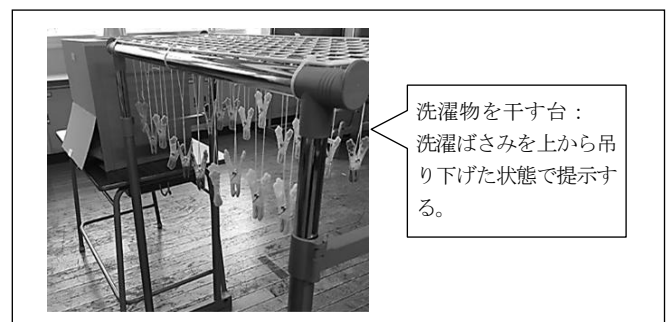 洗濯物を干す台：
洗濯ばさみを上から吊
り下げた状態で提示す
る。